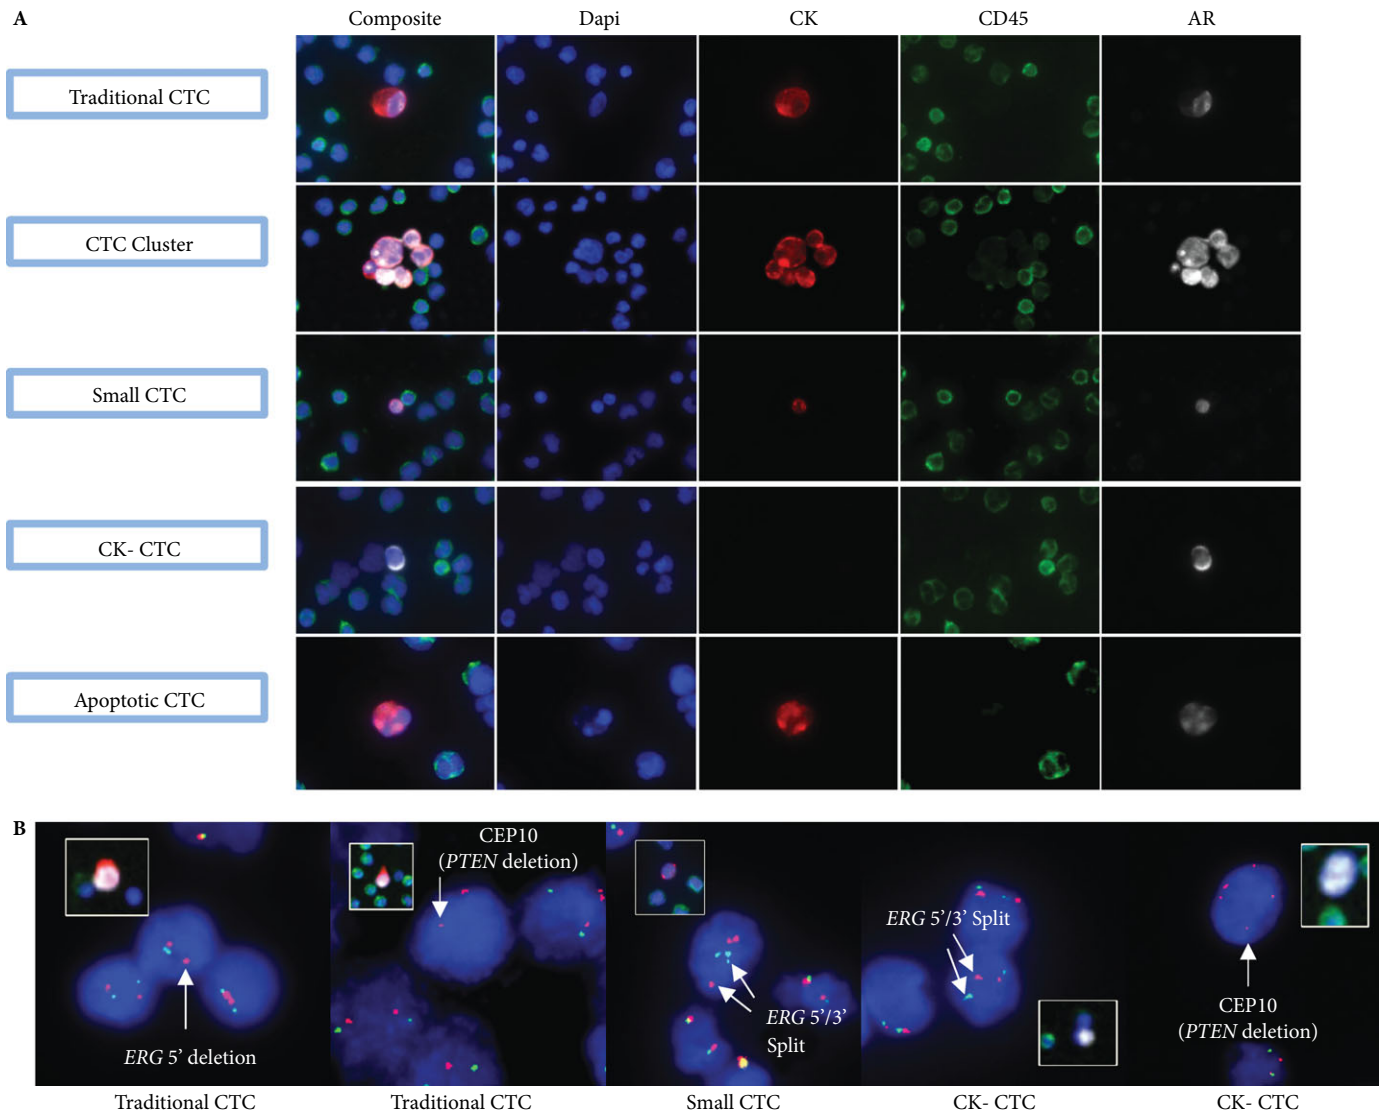 A
Composite
Dapi
CK
CD45
AR
Traditional CTC
CTC Cluster
Small CTC
CK- CTC
Apoptotic CTC
B
CEP10
(PTEN deletion)
ERG 5' deletion
ERG 5'/3'
Split
ERG 5'/3' Split
CEP10
(PTEN deletion)
Traditional CTC
Traditional CTC
Small CTC
CK- CTC
CK- CTC